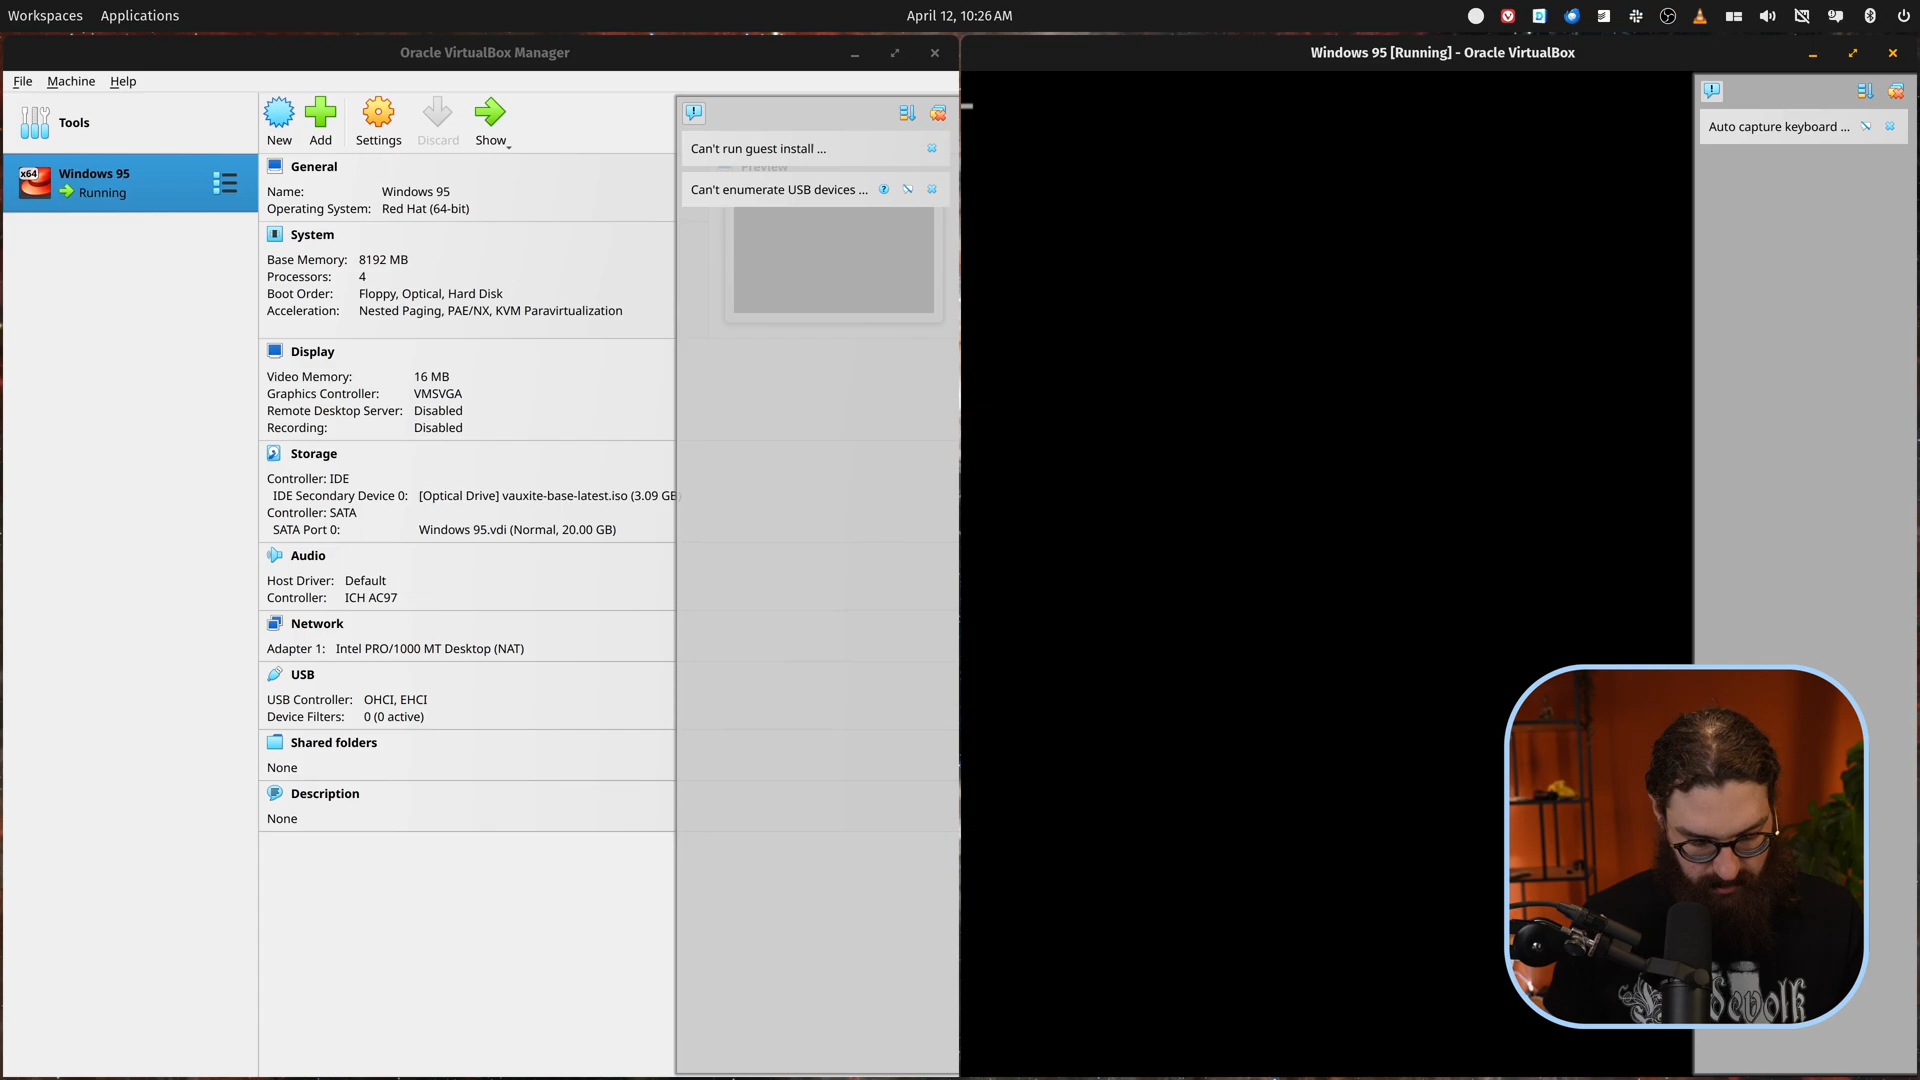 Workspaces Applications April 12, 10:26 AM
Oracle VirtualBox Manager
File Machine Help
Tools
x64 Windows 95
Running
New Add Settings Discard Show
General
Name: Windows 95
Operating System: Red Hat (64-bit)
System
Base Memory: 8192 MB
Processors: 4
Boot Order: Floppy, Optical, Hard Disk
Acceleration: Nested Paging, PAE/NX, KVM Paravirtualization
Display
Video Memory: 16 MB
Graphics Controller: VMSVGA
Remote Desktop Server: Disabled
Recording: Disabled
Storage
Controller: IDE
IDE Secondary Device 0: [Optical Drive] vauxite-base-latest.iso (3.09 GB)
Controller: SATA
SATA Port 0: Windows 95.vdi (Normal, 20.00 GB)
Audio
Host Driver: Default
Controller: ICH AC97
Network
Adapter 1: Intel PRO/1000 MT Desktop (NAT)
USB
USB Controller: OHCI, EHCI
Device Filters: 0 (0 active)
Shared folders
None
Description
None
Can't run guest install ...
Preview
Can't enumerate USB devices ...
Windows 95 [Running] - Oracle VirtualBox
Auto capture keyboard ...